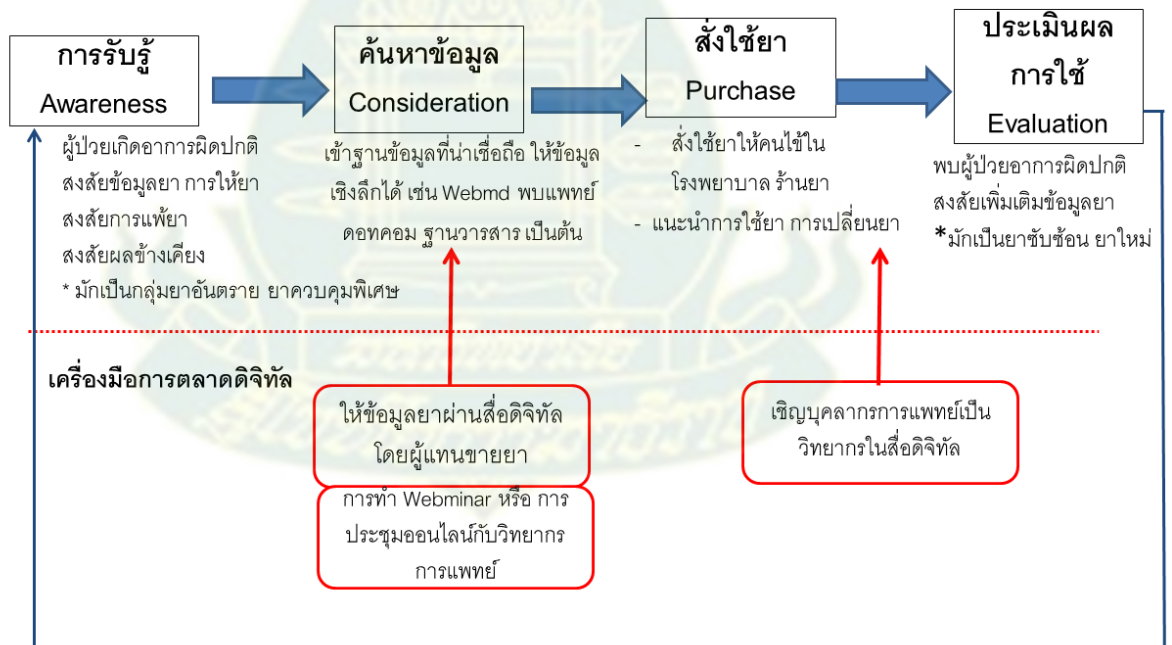 การรับรู้
Awareness
ผู้ป่วยเกิดอาการผิดปกติ
สงสัยข้อมูลยา การให้ยา
สงสัยการแพ้ยา
สงสัยผลข้างเคียง
* มักเป็นกลุ่มยาอันตราย ยาควบคุมพิเศษ
ค้นหาข้อมูล
Consideration
เข้าฐานข้อมูลที่น่าเชื่อถือ ให้ข้อมูล
เชิงลึกได้ เช่น Webmd พบแพทย์
ดอทคอม ฐานวารสาร เป็นต้น
สั่งใช้ยา
Purchase
- สั่งใช้ยาให้คนไข้ใน
โรงพยาบาล ร้านยา
- แนะนำการใช้ยา การเปลี่ยนยา
ประเมินผล
การใช้
Evaluation
พบผู้ป่วยอาการผิดปกติ
สงสัยเพิ่มเติมข้อมูลยา
*มักเป็นยาซับซ้อน ยาใหม่
เครื่องมือการตลาดดิจิทัล
ให้ข้อมูลยาผ่านสื่อดิจิทัล
โดยผู้แทนขายยา
การทำ Webminar หรือ การ
ประชุมออนไลน์กับวิทยากร
การแพทย์
เชิญบุคลากรการแพทย์เป็น
วิทยากรในสื่อดิจิทัล